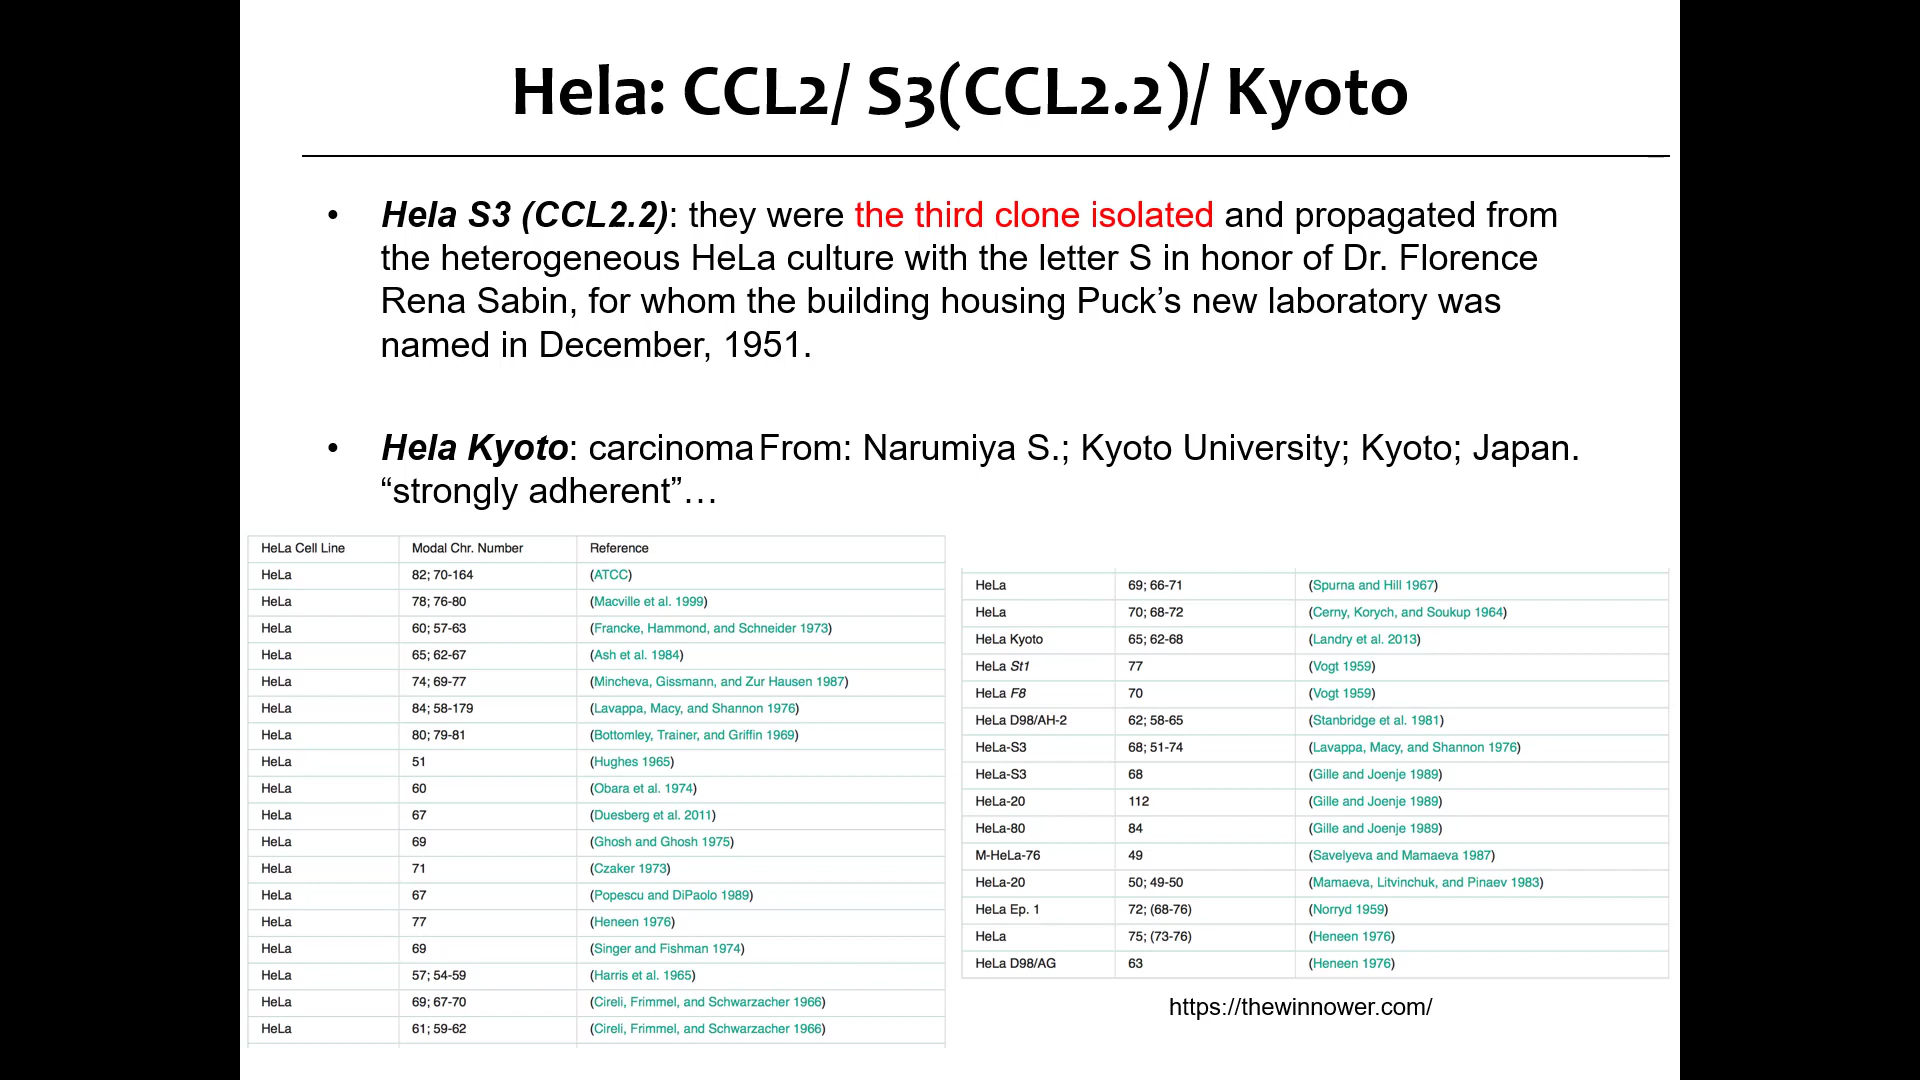 Hela: CCL2/ S3(CCL2.2)/ Kyoto
• Hela S3 (CCL2.2): they were the third clone isolated and propagated from
the heterogeneous HeLa culture with the letter S in honor of Dr. Florence
Rena Sabin, for whom the building housing Puck’s new laboratory was
named in December, 1951.
• Hela Kyoto: carcinoma From: Narumiya S.; Kyoto University; Kyoto; Japan.
“strongly adherent”…
HeLa Cell Line Modal Chr. Number Reference
HeLa 82; 70-164 (ATCC)
HeLa 78; 76-80 (Macville et al. 1999)
HeLa 60; 57-63 (Francke, Hammond, and Schneider 1973)
HeLa 65; 62-67 (Ash et al. 1984)
HeLa 74; 69-77 (Mincheva, Gissmann, and Zur Hausen 1987)
HeLa 84; 58-179 (Lavappa, Macy, and Shannon 1976)
HeLa 80; 79-81 (Bottomley, Trainer, and Griffin 1969)
HeLa 51 (Hughes 1965)
HeLa 60 (Obara et al. 1974)
HeLa 67 (Duesberg et al. 2011)
HeLa 69 (Ghosh and Ghosh 1975)
HeLa 71 (Czaker 1973)
HeLa 67 (Popescu and DiPaolo 1989)
HeLa 77 (Heneen 1976)
HeLa 69 (Singer and Fishman 1974)
HeLa 57; 54-59 (Harris et al. 1965)
HeLa 69; 67-70 (Cireli, Frimmel, and Schwarzacher 1966)
HeLa 61; 59-62 (Cireli, Frimmel, and Schwarzacher 1966)
HeLa 69; 66-71 (Spurna and Hill 1967)
HeLa 70; 68-72 (Cerny, Korych, and Soukup 1964)
HeLa Kyoto 65; 62-68 (Landry et al. 2013)
HeLa St1 77 (Vogt 1959)
HeLa F8 70 (Vogt 1959)
HeLa D98/AH-2 62; 58-65 (Stanbridge et al. 1981)
HeLa-S3 68; 51-74 (Lavappa, Macy, and Shannon 1976)
HeLa-S3 68 (Gille and Joenje 1989)
HeLa-20 112 (Gille and Joenje 1989)
HeLa-80 84 (Gille and Joenje 1989)
M-HeLa-76 49 (Savelyeva and Mamaeva 1987)
HeLa-20 50; 49-50 (Mamaeva, Litvinchuk, and Pinaev 1983)
HeLa Ep. 1 72; (68-76) (Norryd 1959)
HeLa 75; (73-76) (Heneen 1976)
HeLa D98/AG 63 (Heneen 1976)
https://thewinnower.com/